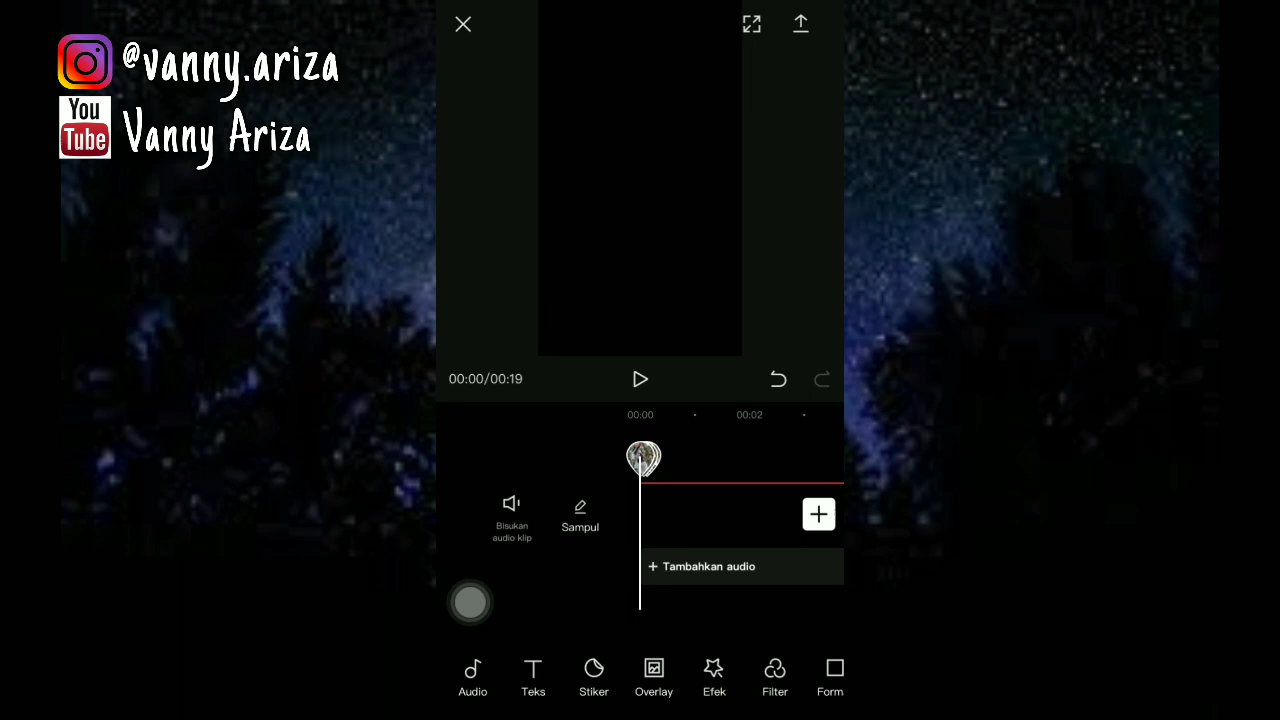 @vanny.ariza
You
Tube
Vanny Ariza
00:00/00:19
00:00
00:02
Bisukan
audio klip
Sampul
+ Tambahkan audio
Audio
Teks
Stiker
Overlay
Efek
Filter
Form